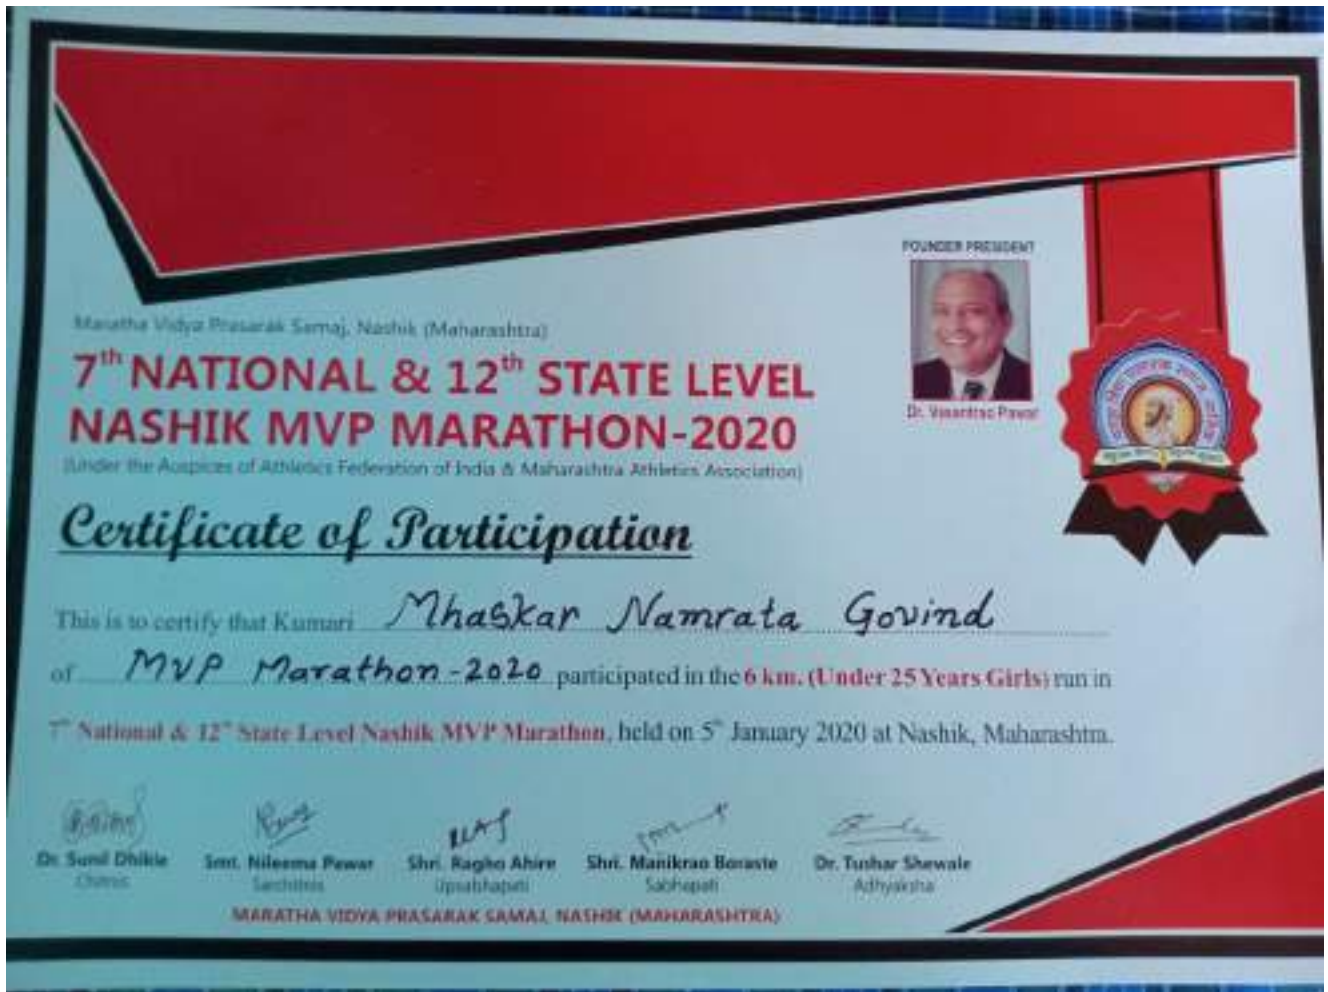 FOUNDER PRESIDENT
Dr. Vasantrao Pawar
Maratha Vidya Prasarak Samaj, Nashik (Maharashtra)
7th NATIONAL & 12th STATE LEVEL
NASHIK MVP MARATHON-2020
(Under the Auspices of Athletics Federation of India & Maharashtra Athletics Association)
Certificate of Participation
This is to certify that Kumari Mhaskar Namrata Govind
of MVP Marathon-2020 participated in the 6 km. (Under 25 Years Girls) run in
7th National & 12th State Level Nashik MVP Marathon, held on 5th January 2020 at Nashik, Maharashtra.
Dr. Sunil Dhikle Smt. Nileema Pawar Shri. Ragho Ahire Shri. Manikrao Boraste Dr. Tushar Shewale
Chitnis Sarchitnis Upsabhapati Sabhapati Adhyaksha
MARATHA VIDYA PRASARAK SAMAJ, NASHIK (MAHARASHTRA)